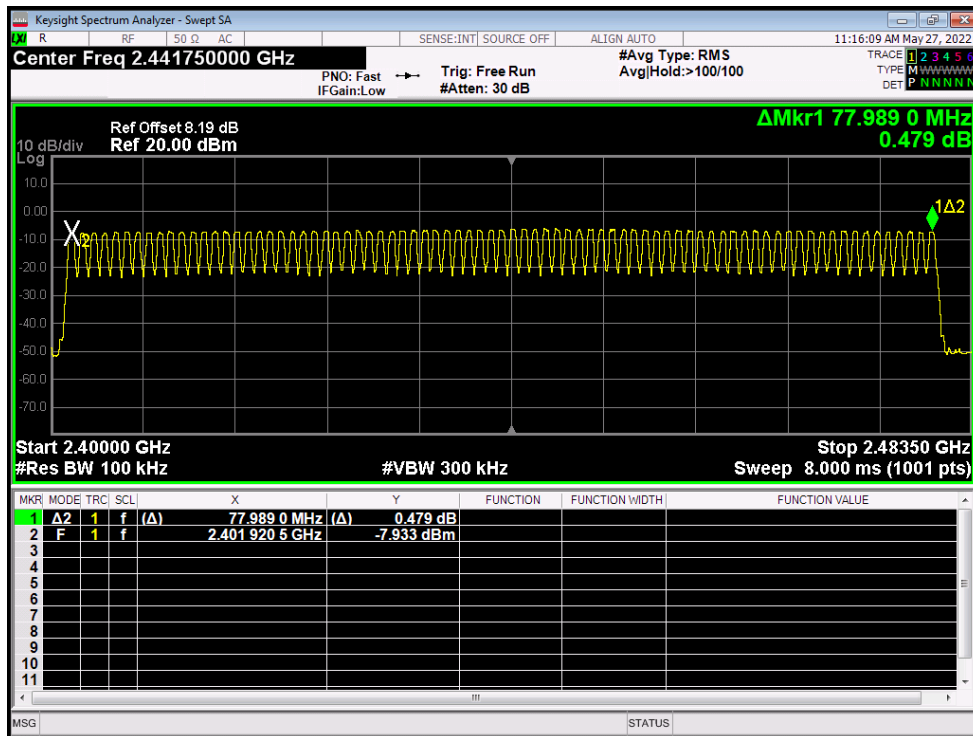 Keysight Spectrum Analyzer - Swept SA
LXI R RF 50 Ω AC SENSE:INT SOURCE OFF ALIGN AUTO 11:16:09 AM May 27, 2022
Center Freq 2.441750000 GHz
PNO: Fast
IFGain:Low
Trig: Free Run
#Atten: 30 dB
#Avg Type: RMS
Avg|Hold:>100/100
TRACE 1 2 3 4 5 6
TYPE M W W W W W
DET P N N N N N
ΔMkr1 77.989 0 MHz
0.479 dB
Ref Offset 8.19 dB
10 dB/div Ref 20.00 dBm
Log
10.0
0.00
-10.0
-20.0
-30.0
-40.0
-50.0
-60.0
-70.0
X2
1Δ2
Start 2.40000 GHz Stop 2.48350 GHz
#Res BW 100 kHz #VBW 300 kHz Sweep 8.000 ms (1001 pts)
MKR MODE TRC SCL X Y FUNCTION FUNCTION WIDTH FUNCTION VALUE
1 Δ2 1 f (Δ) 77.989 0 MHz (Δ) 0.479 dB
2 F 1 f 2.401 920 5 GHz -7.933 dBm
3
4
5
6
7
8
9
10
11
MSG STATUS